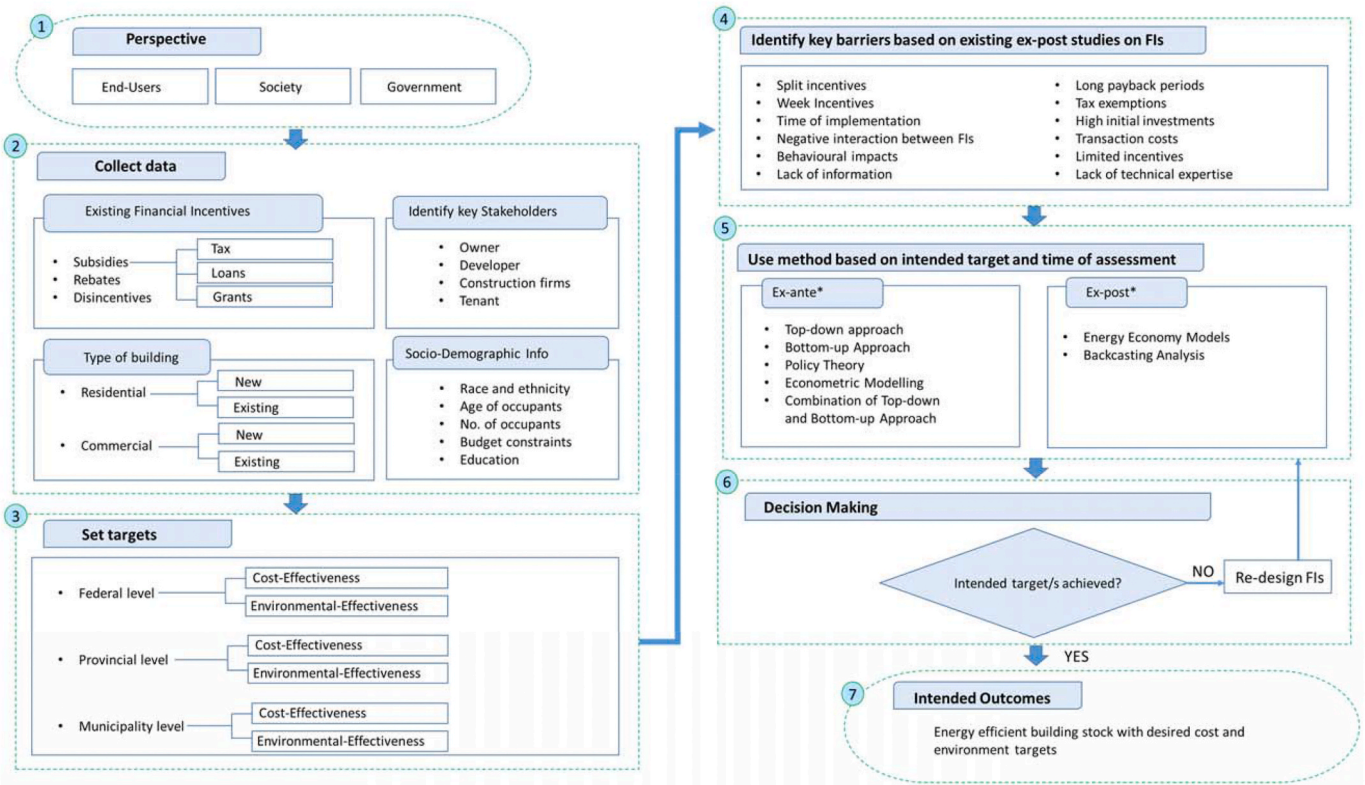 1
Perspective
End-Users
Society
Government
2
Collect data
Existing Financial Incentives
• Subsidies
• Rebates
• Disincentives
Tax
Loans
Grants
Identify key Stakeholders
• Owner
• Developer
• Construction firms
• Tenant
Type of building
• Residential
New
Existing
• Commercial
New
Existing
Socio-Demographic Info
• Race and ethnicity
• Age of occupants
• No. of occupants
• Budget constraints
• Education
3
Set targets
• Federal level
Cost-Effectiveness
Environmental-Effectiveness
• Provincial level
Cost-Effectiveness
Environmental-Effectiveness
• Municipality level
Cost-Effectiveness
Environmental-Effectiveness
4
Identify key barriers based on existing ex-post studies on FIs
• Split incentives
• Week Incentives
• Time of implementation
• Negative interaction between FIs
• Behavioural impacts
• Lack of information
• Long payback periods
• Tax exemptions
• High initial investments
• Transaction costs
• Limited incentives
• Lack of technical expertise
5
Use method based on intended target and time of assessment
Ex-ante*
• Top-down approach
• Bottom-up Approach
• Policy Theory
• Econometric Modelling
• Combination of Top-down
and Bottom-up Approach
Ex-post*
• Energy Economy Models
• Backcasting Analysis
6
Decision Making
Intended target/s achieved?
NO
Re-design FIs
YES
7
Intended Outcomes
Energy efficient building stock with desired cost and
environment targets